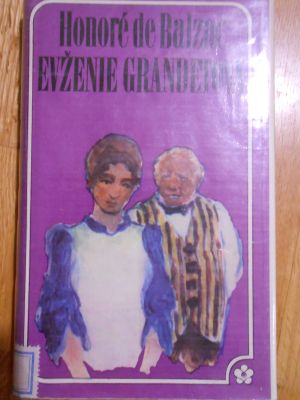 Honoré de Balzac
EVŽENIE GRANDETOVÁ